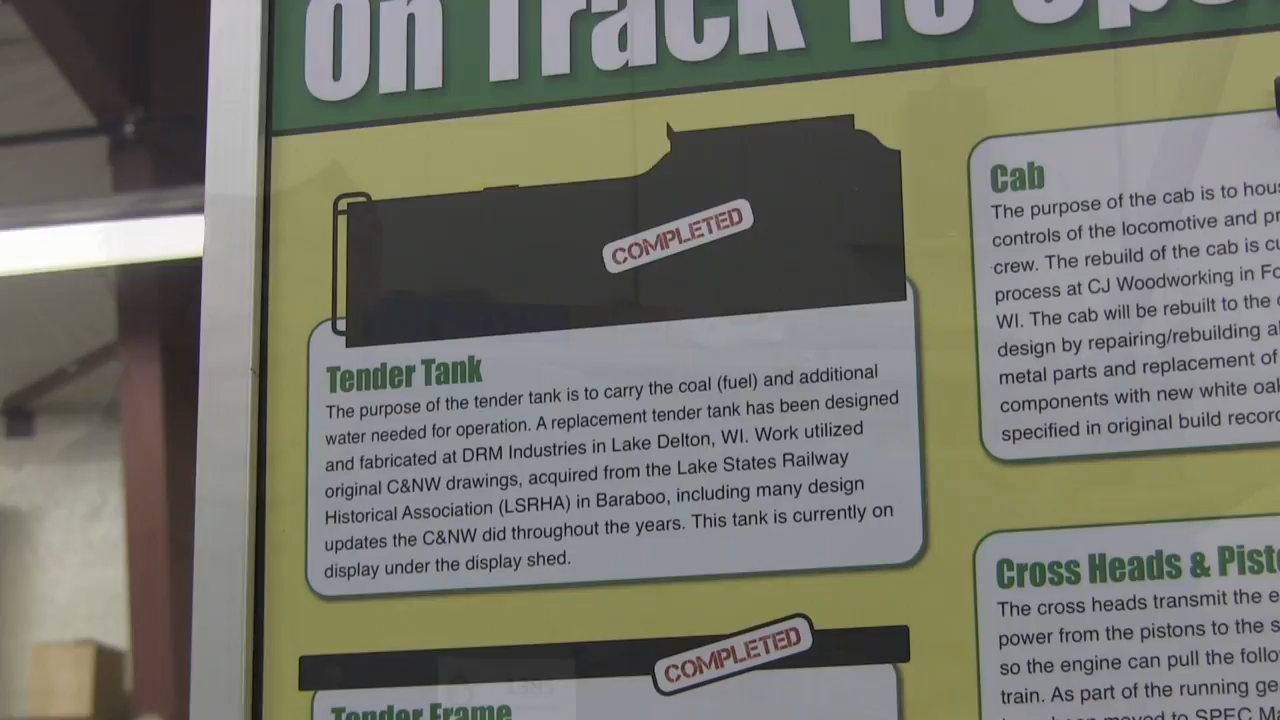 On Track To
COMPLETED
Tender Tank
The purpose of the tender tank is to carry the coal (fuel) and additional
water needed for operation. A replacement tender tank has been designed
and fabricated at DRM Industries in Lake Delton, WI. Work utilized
original C&NW drawings, acquired from the Lake States Railway
Historical Association (LSRHA) in Baraboo, including many design
updates the C&NW did throughout the years. This tank is currently on
display under the display shed.
COMPLETED
Tender Frame
Cab
The purpose of the cab is to
controls of the locomotive and
crew. The rebuild of the cab is
process at CJ Woodworking in
WI. The cab will be rebuilt to the
design by repairing/rebuilding
metal parts and replacement of
components with new white
specified in original build
Cross Heads &
The cross heads transmit the
power from the pistons to the
so the engine can pull the
train. As part of the running
moved to SPEC